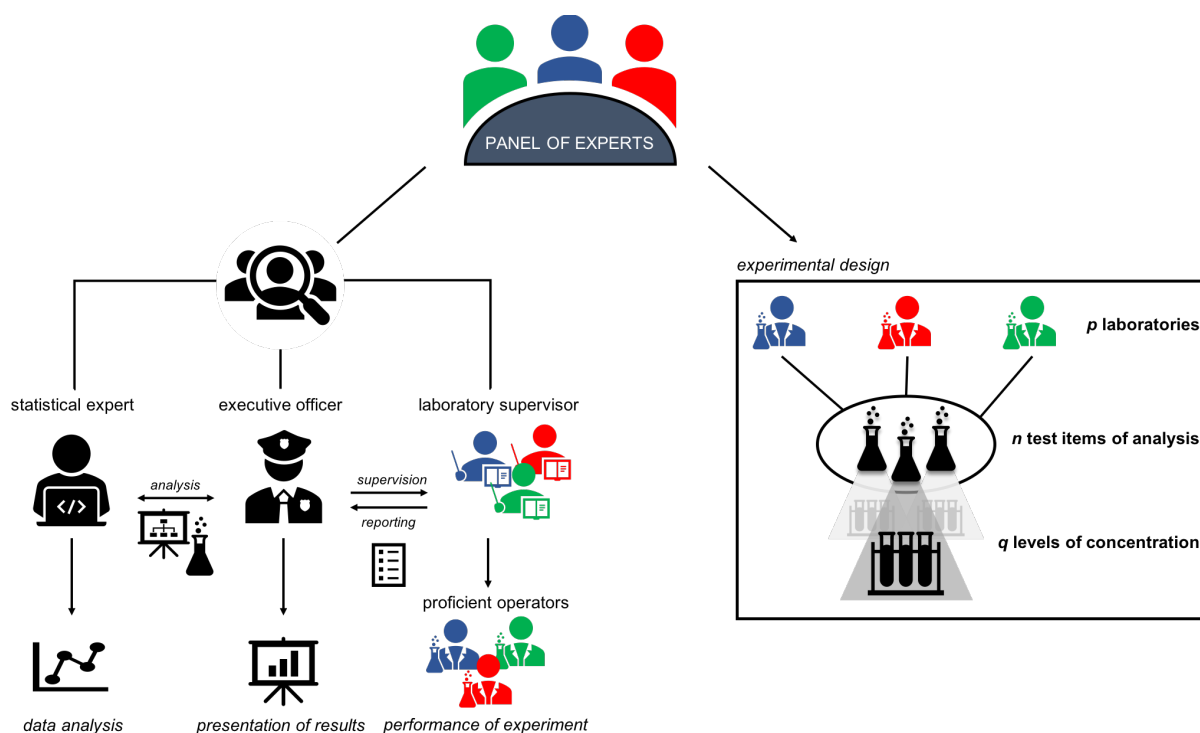 PANEL OF EXPERTS
experimental design
p laboratories
n test items of analysis
q levels of concentration
statistical expert
executive officer
laboratory supervisor
analysis
supervision
reporting
</>
proficient operators
data analysis
presentation of results
performance of experiment